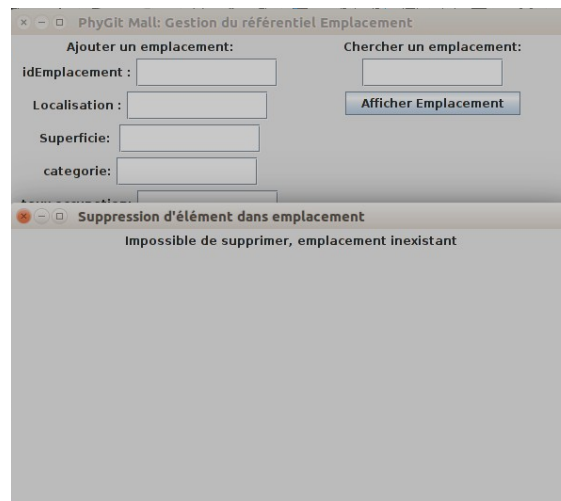 PhyGit Mall: Gestion du référentiel Emplacement
Ajouter un emplacement:
Chercher un emplacement:
idEmplacement :
Localisation :
Afficher Emplacement
Superficie:
categorie:
Suppression d'élément dans emplacement
Impossible de supprimer, emplacement inexistant